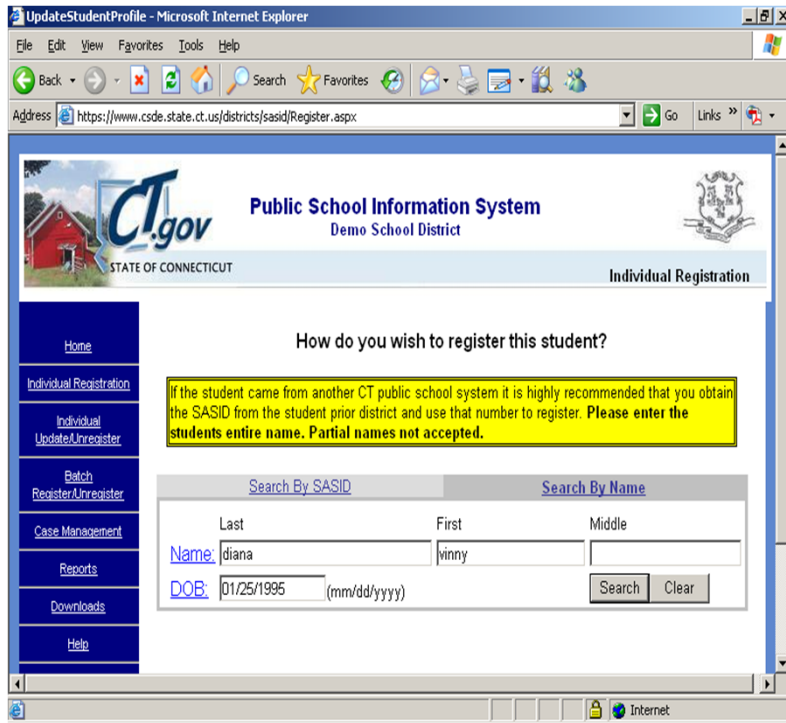 UpdateStudentProfile - Microsoft Internet Explorer
File Edit View Favorites Tools Help
Back Search Favorites
Address https://www.csde.state.ct.us/districts/sasid/Register.aspx Go Links »
CT.gov
STATE OF CONNECTICUT
Public School Information System
Demo School District
Individual Registration
Home
Individual Registration
Individual
Update/Unregister
Batch
Register/Unregister
Case Management
Reports
Downloads
Help
How do you wish to register this student?
If the student came from another CT public school system it is highly recommended that you obtain
the SASID from the student prior district and use that number to register. Please enter the
students entire name. Partial names not accepted.
Search By SASID Search By Name
Last First Middle
Name: diana vinny
DOB: 01/25/1995 (mm/dd/yyyy) Search Clear
Internet